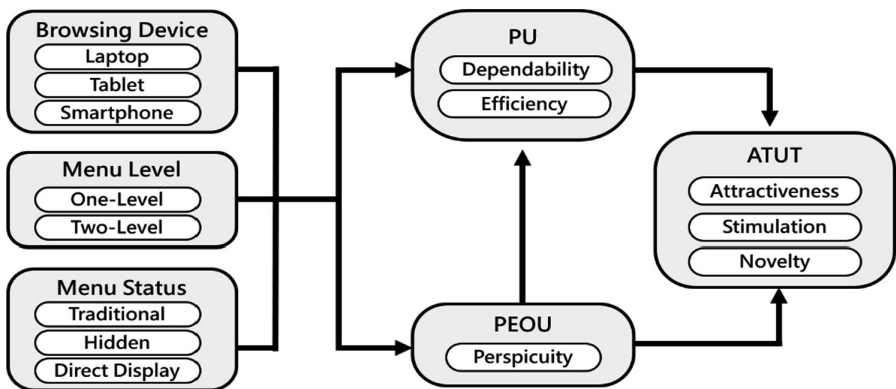 Browsing Device
Laptop
Tablet
Smartphone
Menu Level
One-Level
Two-Level
Menu Status
Traditional
Hidden
Direct Display
PU
Dependability
Efficiency
PEOU
Perspicuity
ATUT
Attractiveness
Stimulation
Novelty